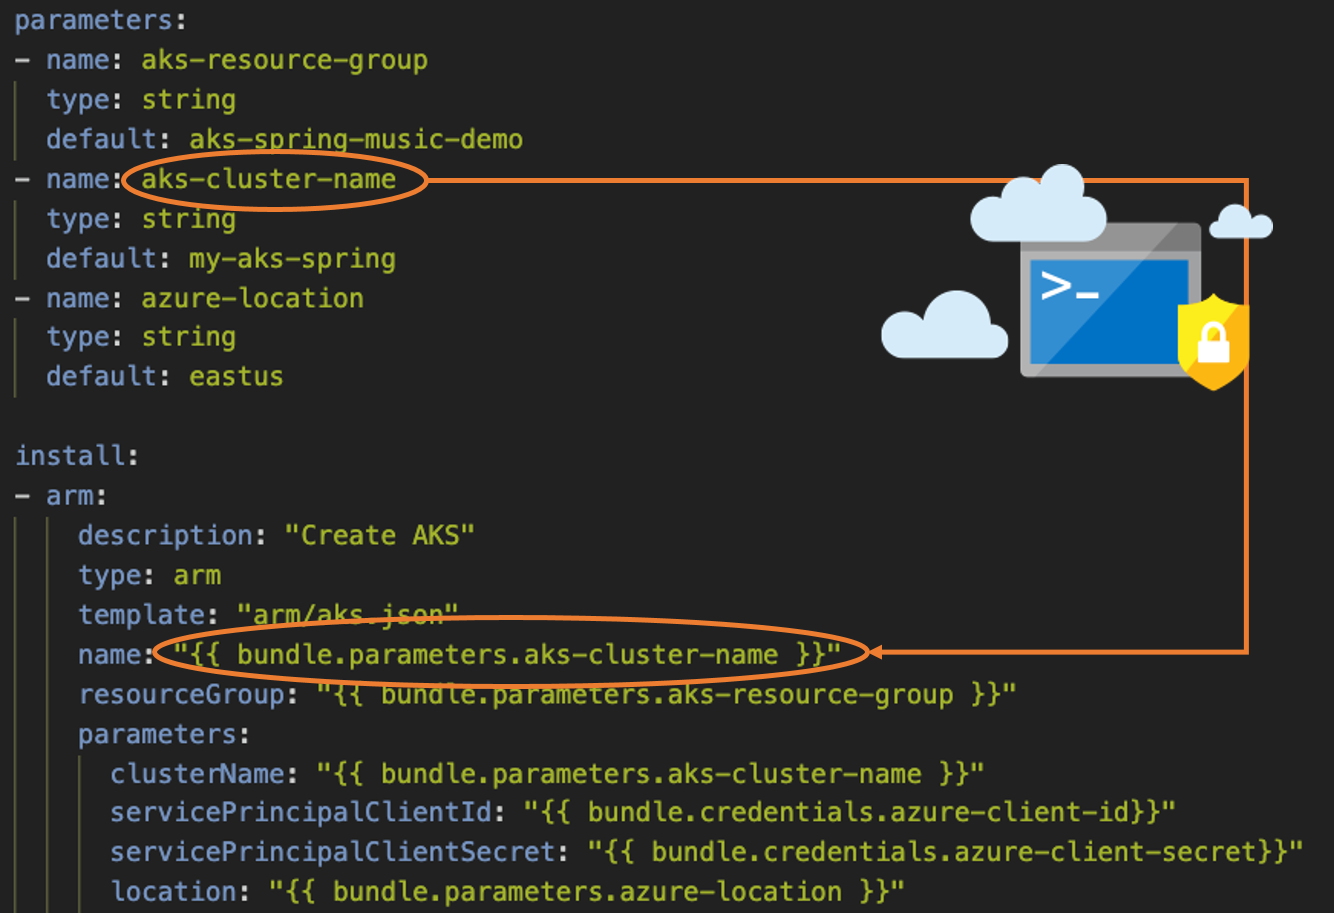 parameters:
- name: aks-resource-group
type: string
default: aks-spring-music-demo
- name: aks-cluster-name
type: string
default: my-aks-spring
- name: azure-location
type: string
default: eastus
>_
install:
- arm:
description: "Create AKS"
type: arm
template: "arm/aks.json"
name: "{{ bundle.parameters.aks-cluster-name }}"
resourceGroup: "{{ bundle.parameters.aks-resource-group }}"
parameters:
clusterName: "{{ bundle.parameters.aks-cluster-name }}"
servicePrincipalClientId: "{{ bundle.credentials.azure-client-id}}"
servicePrincipalClientSecret: "{{ bundle.credentials.azure-client-secret}}"
location: "{{ bundle.parameters.azure-location }}"